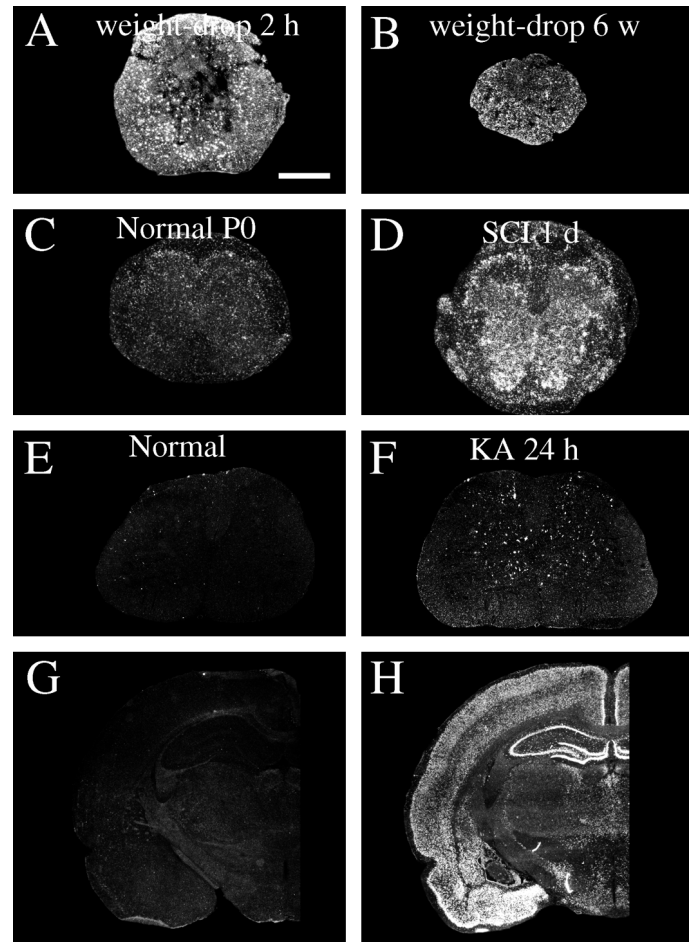 A weight-drop 2 h
B weight-drop 6 w
C Normal P0
D SCI 1 d
E Normal
F KA 24 h
G
H